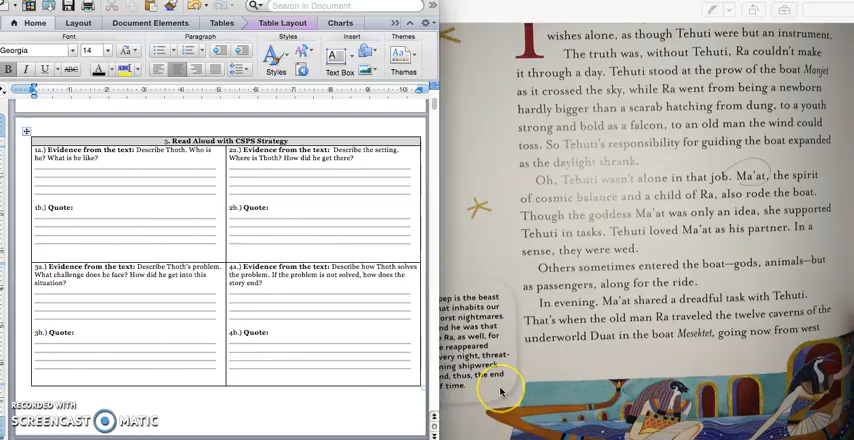 Search in Document
Home
Layout
Document Elements
Tables
Table Layout
Charts
Font
Paragraph
Styles
Insert
Themes
Georgia
14
Aa
B I U ABC
A
ABC
Styles
Text Box
Themes
3. Read Aloud with CSPS Strategy
1a.) Evidence from the text: Describe Thoth. Who is
he? What is he like?
1b.) Quote:
2a.) Evidence from the text: Describe the setting.
Where is Thoth? How did he get there?
2b.) Quote:
3a.) Evidence from the text: Describe Thoth's problem.
What challenge does he face? How did he get into this
situation?
3b.) Quote:
4a.) Evidence from the text: Describe how Thoth solves
the problem. If the problem is not solved, how does the
story end?
4b.) Quote:
RECORDED WITH
SCREENCAST MATIC
wishes alone, as though Tehuti were but an instrument.
The truth was, without Tehuti, Ra couldn't make
it through a day. Tehuti stood at the prow of the boat Manjet
as it crossed the sky, while Ra went from being a newborn
hardly bigger than a scarab hatching from dung, to a youth
strong and bold as a falcon, to an old man the wind could
toss. So Tehuti's responsibility for guiding the boat expanded
as the daylight shrank.
Oh, Tehuti wasn't alone in that job. Ma'at, the spirit
of cosmic balance and a child of Ra, also rode the boat.
Though the goddess Ma'at was only an idea, she supported
Tehuti in tasks. Tehuti loved Ma'at as his partner. In a
sense, they were wed.
Others sometimes entered the boat—gods, animals—but
as passengers, along for the ride.
In evening, Ma'at shared a dreadful task with Tehuti.
That's when the old man Ra traveled the twelve caverns of the
underworld Duat in the boat Mesektet, going now from west
pep is the beast
at inhabits our
orst nightmares.
nd he was that
Ra, as well, for
e reappeared
very night, threat-
ning shipwreck
nd, thus, the end
f time.